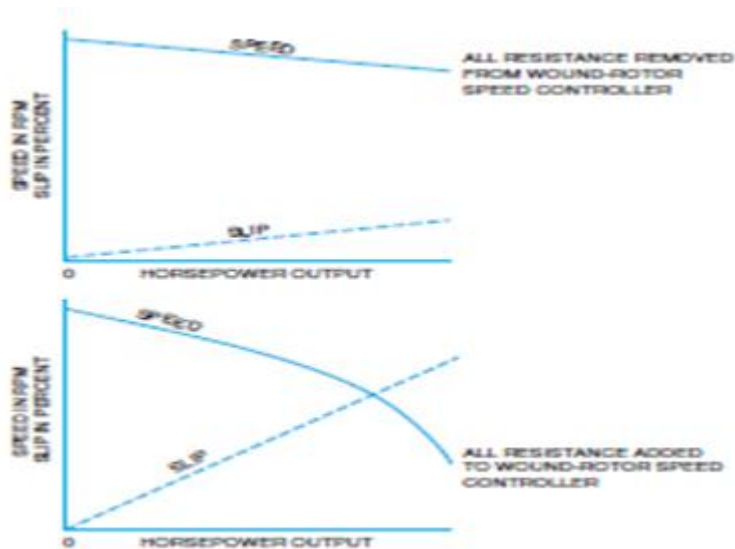 SPEED
ALL RESISTANCE REMOVED
FROM WOUND-ROTOR
SPEED CONTROLLER
SPEED IN RPM
SLIP IN PERCENT
SLIP
0
HORSEPOWER OUTPUT
SPEED
SPEED IN RPM
SLIP IN PERCENT
SLIP
ALL RESISTANCE ADDED
TO WOUND-ROTOR SPEED
CONTROLLER
0
HORSEPOWER OUTPUT